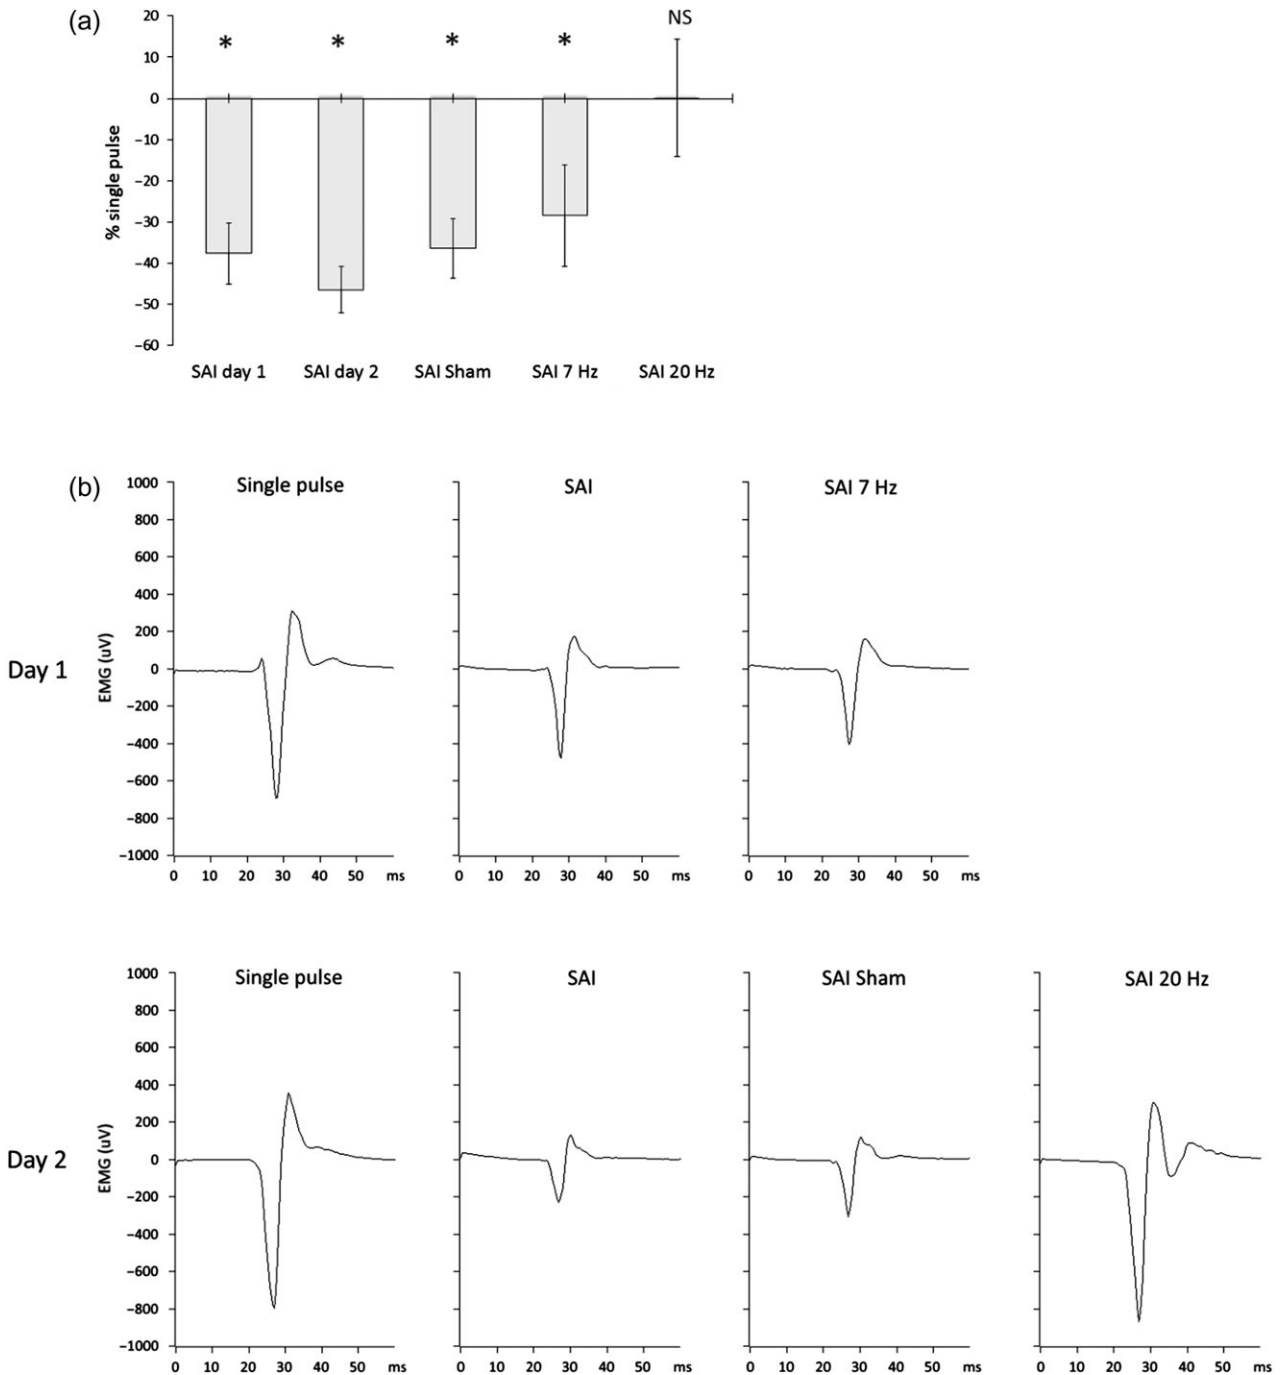 (a)
20
10
0
−10
−20
−30
−40
−50
−60
% single pulse
* * * * NS
SAI day 1 SAI day 2 SAI Sham SAI 7 Hz SAI 20 Hz
(b)
Day 1
EMG (uV)
1000
800
600
400
200
0
−200
−400
−600
−800
−1000
Single pulse SAI SAI 7 Hz
0 10 20 30 40 50 ms 0 10 20 30 40 50 ms 0 10 20 30 40 50 ms
Day 2
EMG (uV)
1000
800
600
400
200
0
−200
−400
−600
−800
−1000
Single pulse SAI SAI Sham SAI 20 Hz
0 10 20 30 40 50 ms 0 10 20 30 40 50 ms 0 10 20 30 40 50 ms 0 10 20 30 40 50 ms